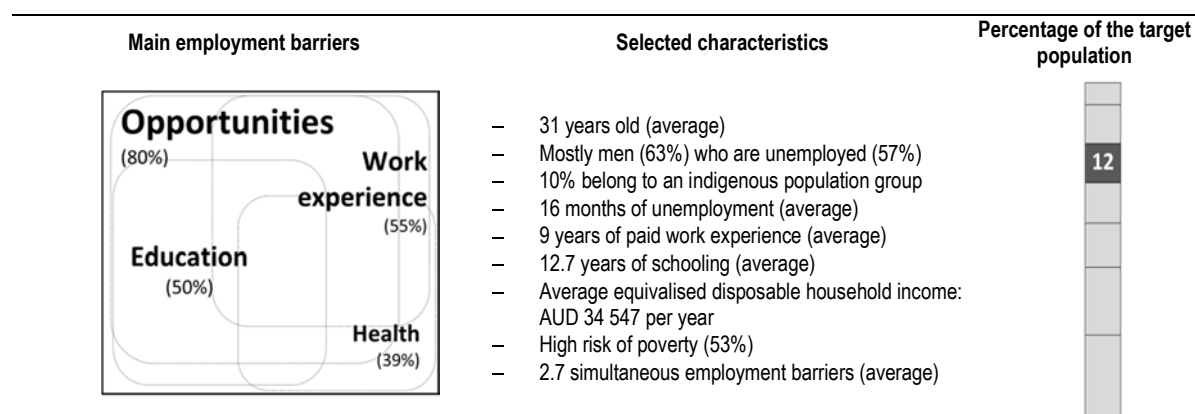 Main employment barriers
Selected characteristics
Percentage of the target
population
Opportunities
(80%)
Work
experience
(55%)
Education
(50%)
Health
(39%)
– 31 years old (average)
– Mostly men (63%) who are unemployed (57%)
– 10% belong to an indigenous population group
– 16 months of unemployment (average)
– 9 years of paid work experience (average)
– 12.7 years of schooling (average)
– Average equivalised disposable household income:
AUD 34 547 per year
– High risk of poverty (53%)
– 2.7 simultaneous employment barriers (average)
12